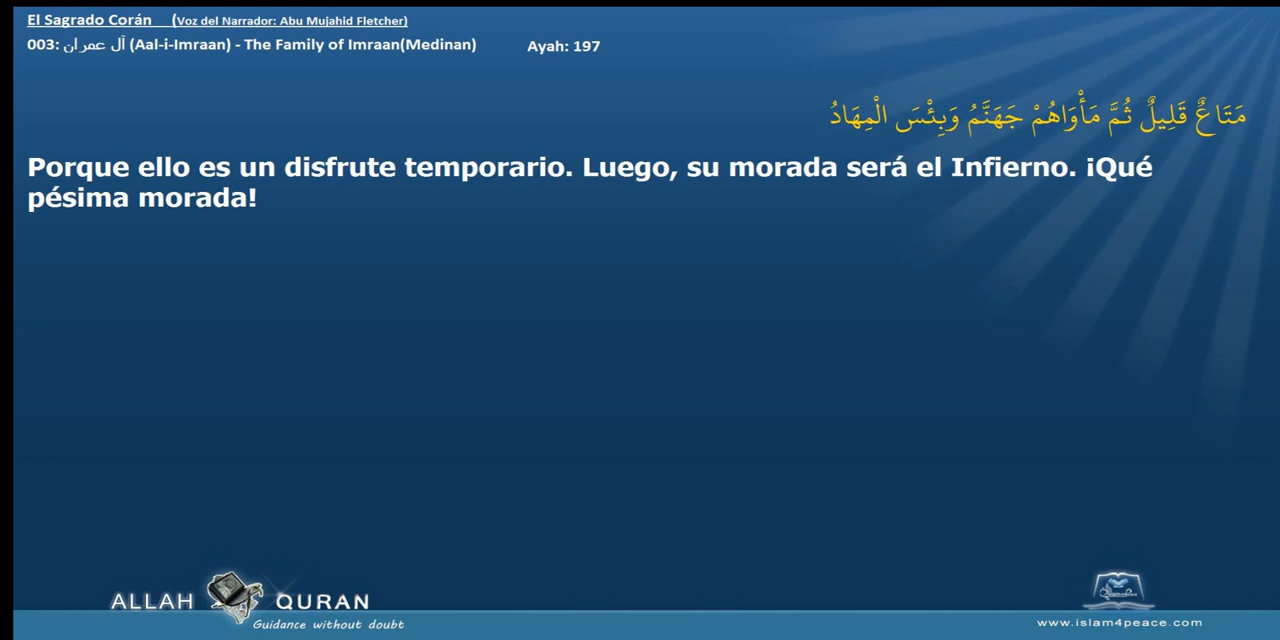 El Sagrado Corán (Voz del Narrador: Abu Mujahid Fletcher)
003: آل عمران (Aal-i-Imraan) - The Family of Imraan(Medinan) Ayah: 197
مَتَاعٌ قَلِيلٌ ثُمَّ مَأْوَاهُمْ جَهَنَّمُ وَبِئْسَ الْمِهَادُ
Porque ello es un disfrute temporario. Luego, su morada será el Infierno. ¡Qué
pésima morada!
ALLAH QURAN
Guidance without doubt
www.islam4peace.com